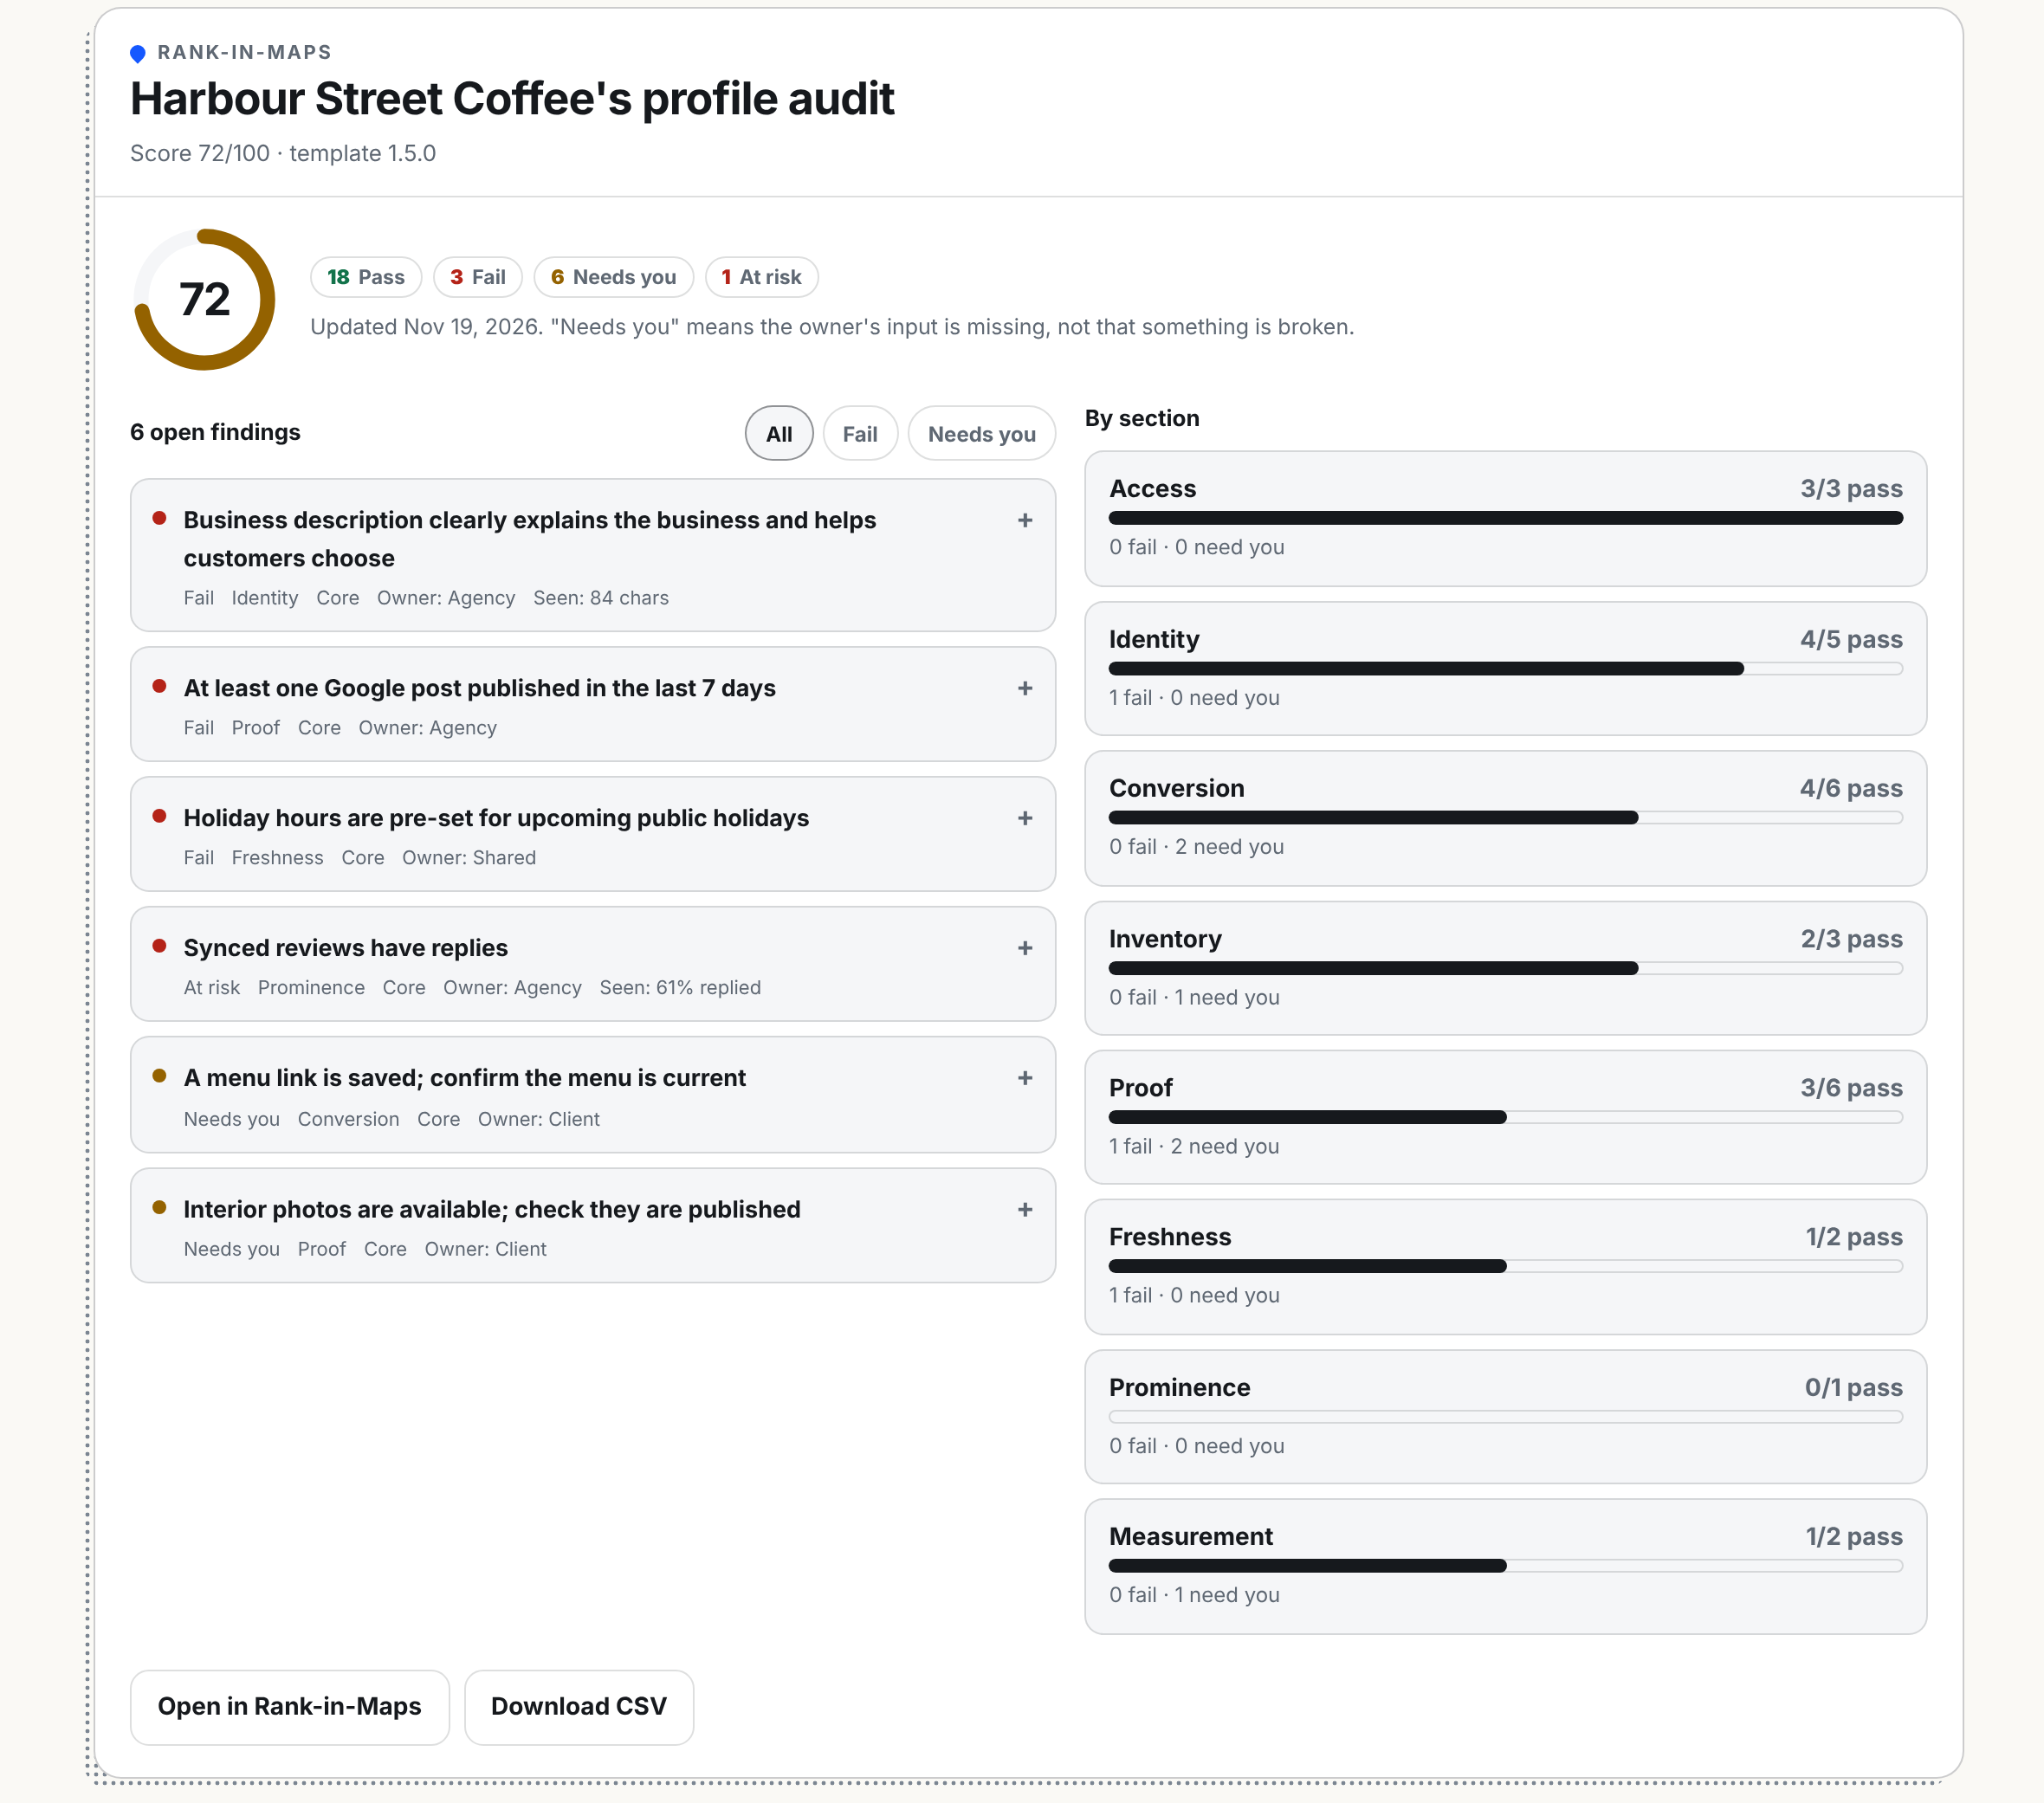 RANK-IN-MAPS
Harbour Street Coffee's profile audit
Score 72/100 · template 1.5.0
72
18 Pass 3 Fail 6 Needs you 1 At risk
Updated Nov 19, 2026. "Needs you" means the owner's input is missing, not that something is broken.
6 open findings
All Fail Needs you
Business description clearly explains the business and helps
customers choose
+
Fail Identity Core Owner: Agency Seen: 84 chars
At least one Google post published in the last 7 days
+
Fail Proof Core Owner: Agency
Holiday hours are pre-set for upcoming public holidays
+
Fail Freshness Core Owner: Shared
Synced reviews have replies
+
At risk Prominence Core Owner: Agency Seen: 61% replied
A menu link is saved; confirm the menu is current
+
Needs you Conversion Core Owner: Client
Interior photos are available; check they are published
+
Needs you Proof Core Owner: Client
By section
Access 3/3 pass
0 fail · 0 need you
Identity 4/5 pass
1 fail · 0 need you
Conversion 4/6 pass
0 fail · 2 need you
Inventory 2/3 pass
0 fail · 1 need you
Proof 3/6 pass
1 fail · 2 need you
Freshness 1/2 pass
1 fail · 0 need you
Prominence 0/1 pass
0 fail · 0 need you
Measurement 1/2 pass
0 fail · 1 need you
Open in Rank-in-Maps Download CSV